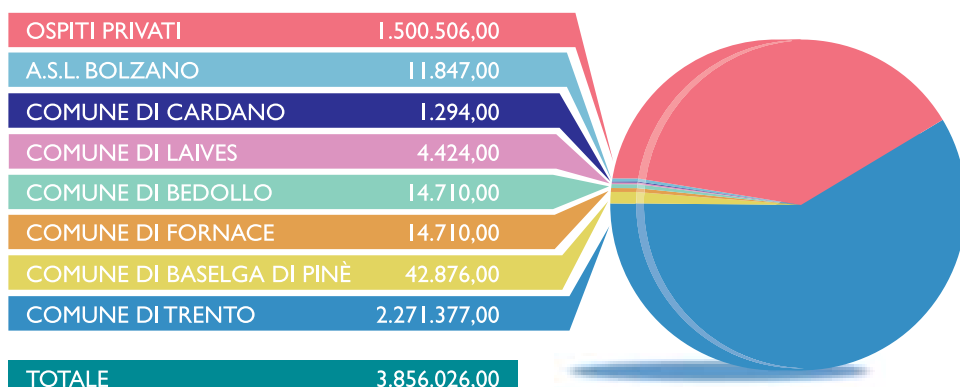 OSPITI PRIVATI 1.500.506,00
A.S.L. BOLZANO 11.847,00
COMUNE DI CARDANO 1.294,00
COMUNE DI LAIVES 4.424,00
COMUNE DI BEDOLLO 14.710,00
COMUNE DI FORNACE 14.710,00
COMUNE DI BASELGA DI PINÈ 42.876,00
COMUNE DI TRENTO 2.271.377,00
TOTALE 3.856.026,00